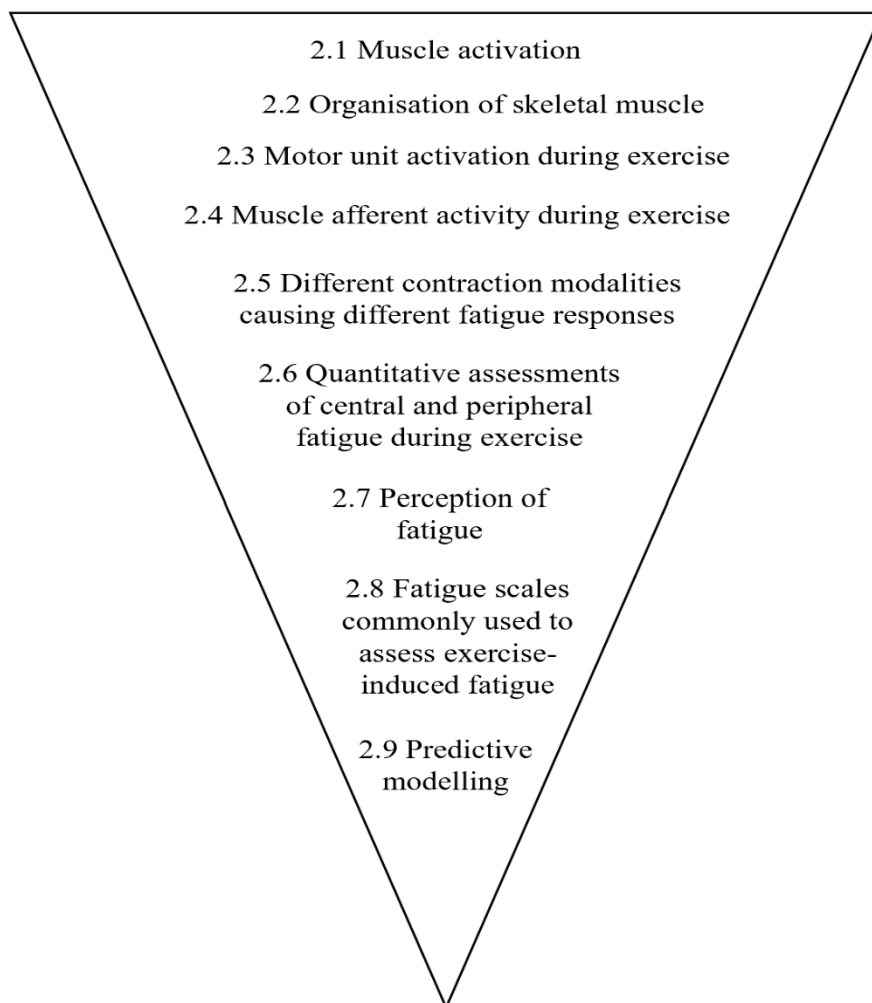 2.1 Muscle activation
2.2 Organisation of skeletal muscle
2.3 Motor unit activation during exercise
2.4 Muscle afferent activity during exercise
2.5 Different contraction modalities
causing different fatigue responses
2.6 Quantitative assessments
of central and peripheral
fatigue during exercise
2.7 Perception of
fatigue
2.8 Fatigue scales
commonly used to
assess exercise-
induced fatigue
2.9 Predictive
modelling